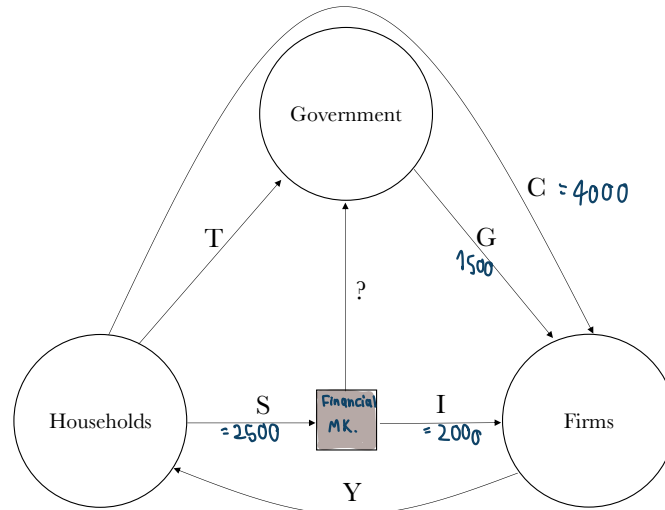 Government
C = 4000
T
G
1500
?
Households
S
= 2500
Financial
MK.
I
= 2000
Firms
Y